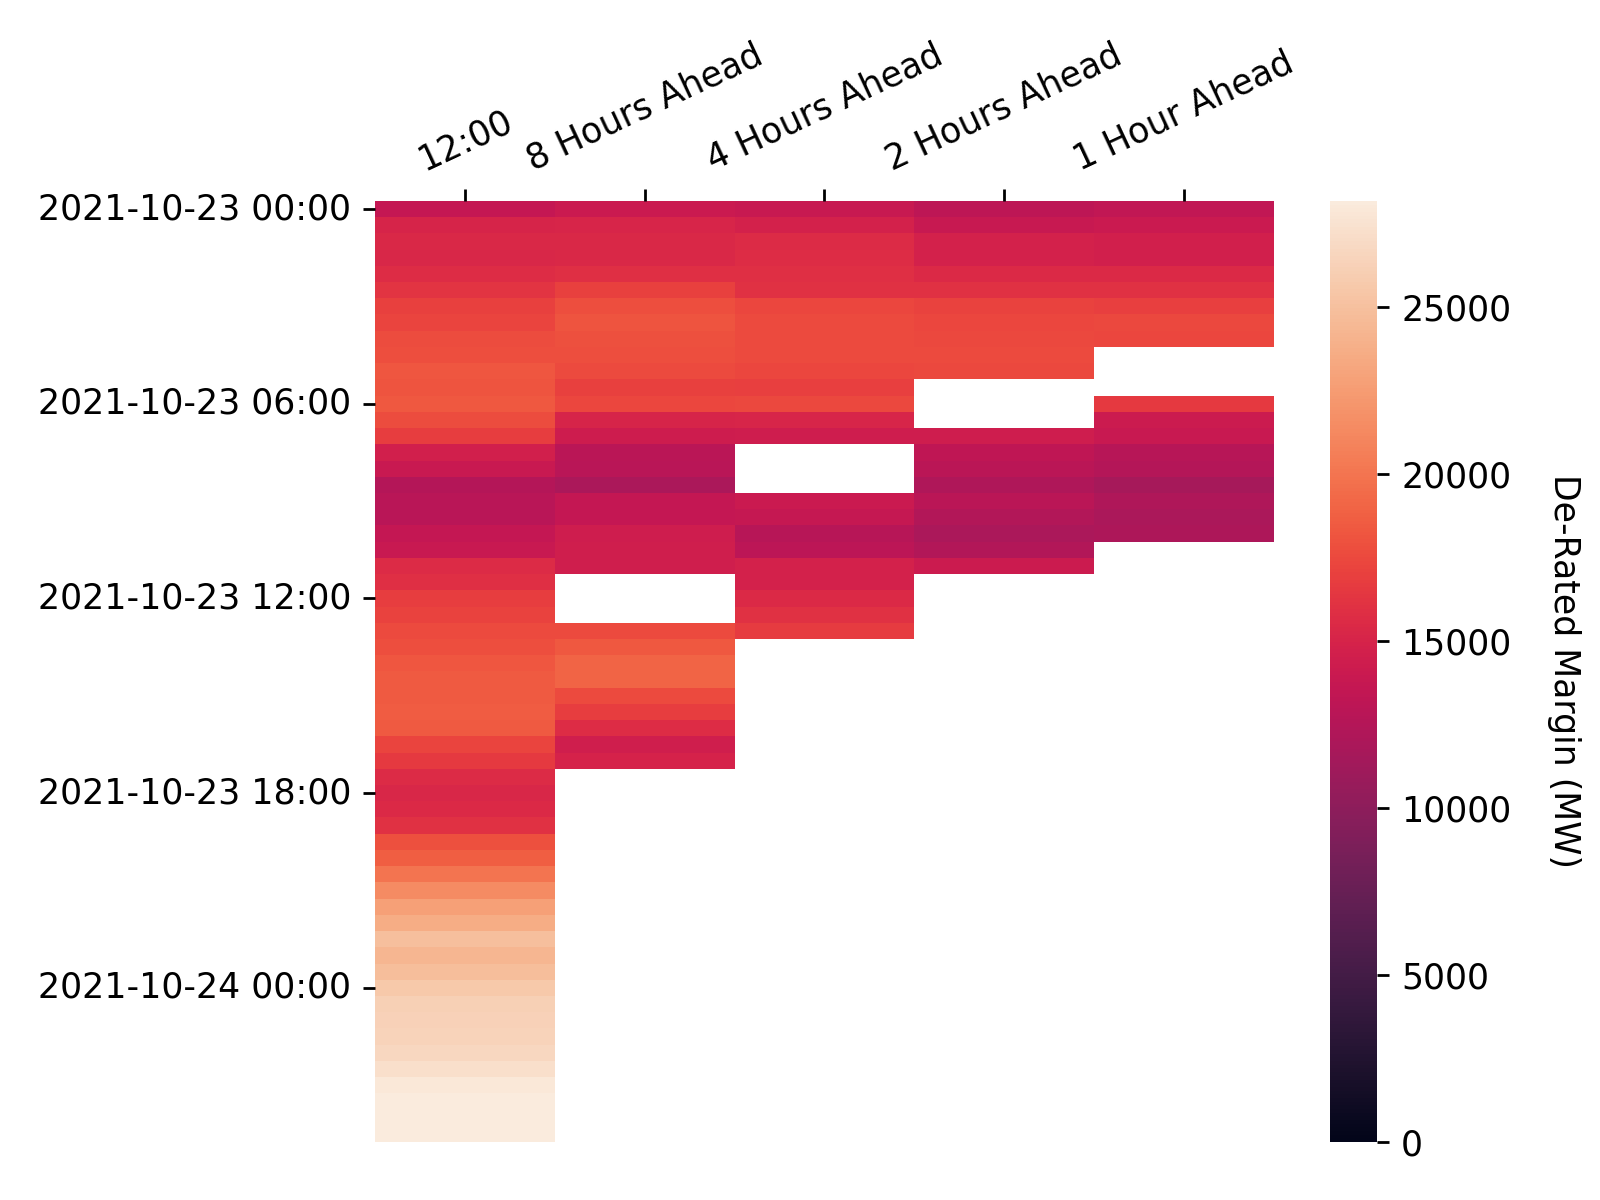 12:00
8 Hours Ahead
4 Hours Ahead
2 Hours Ahead
1 Hour Ahead
2021-10-23 00:00
2021-10-23 06:00
2021-10-23 12:00
2021-10-23 18:00
2021-10-24 00:00
25000
20000
15000
10000
5000
0
De-Rated Margin (MW)